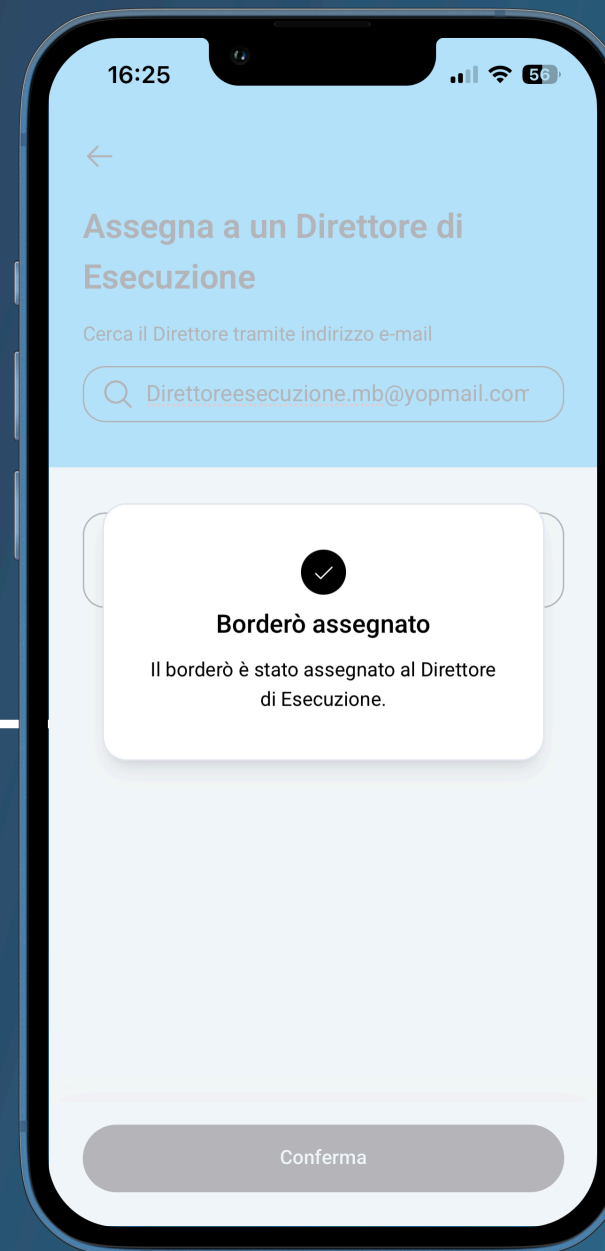 16:25
56
Assegna a un Direttore di
Esecuzione
Cerca il Direttore tramite indirizzo e-mail
Direttoreesecuzione.mb@yopmail.com
Borderò assegnato
Il borderò è stato assegnato al Direttore
di Esecuzione.
Conferma